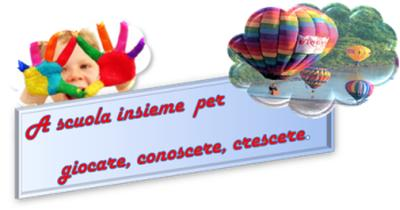 A scuola insieme per
giocare, conoscere, crescere.